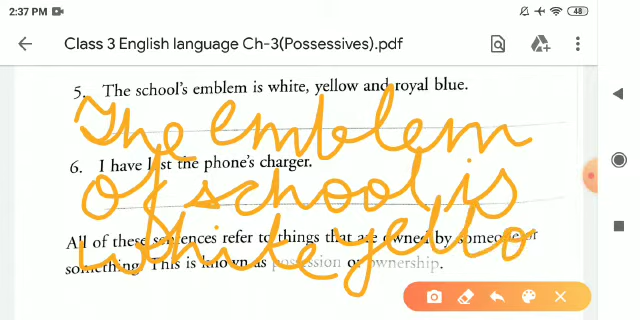 2:37 PM 48
Class 3 English language Ch-3(Possessives).pdf
5. The school's emblem is white, yellow and royal blue.
The emblem
6. I have lost the phone's charger.
Of school is
All of these sentences refer to things that are owned by someone or
white yello
something. This is known as possession or ownership.